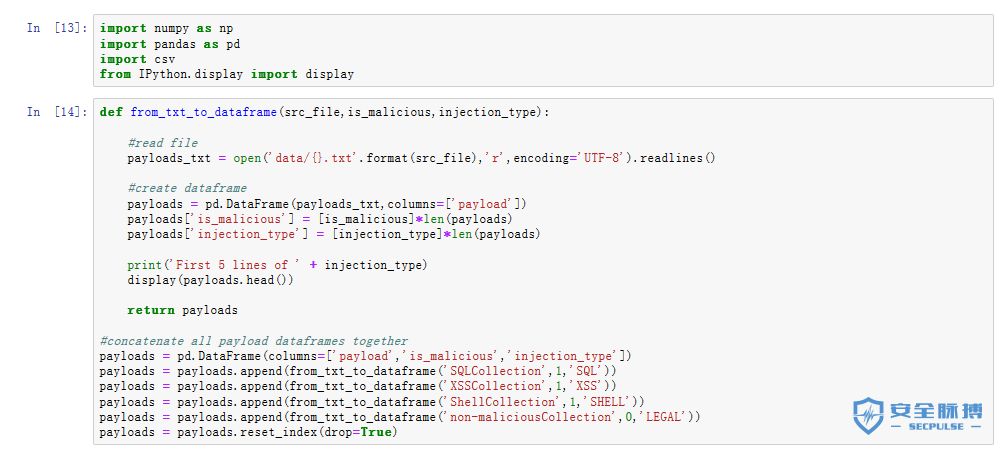 In [13]: import numpy as np
import pandas as pd
import csv
from IPython.display import display
In [14]: def from_txt_to_dataframe(src_file,is_malicious,injection_type):
#read file
payloads_txt = open('data/{}.txt'.format(src_file),'r',encoding='UTF-8').readlines()
#create dataframe
payloads = pd.DataFrame(payloads_txt,columns=['payload'])
payloads['is_malicious'] = [is_malicious]*len(payloads)
payloads['injection_type'] = [injection_type]*len(payloads)
print('First 5 lines of ' + injection_type)
display(payloads.head())
return payloads
#concatenate all payload dataframes together
payloads = pd.DataFrame(columns=['payload','is_malicious','injection_type'])
payloads = payloads.append(from_txt_to_dataframe('SQLCollection',1,'SQL'))
payloads = payloads.append(from_txt_to_dataframe('XSSCollection',1,'XSS'))
payloads = payloads.append(from_txt_to_dataframe('ShellCollection',1,'SHELL'))
payloads = payloads.append(from_txt_to_dataframe('non-maliciousCollection',0,'LEGAL'))
payloads = payloads.reset_index(drop=True)
安全脉搏
SECPULSE